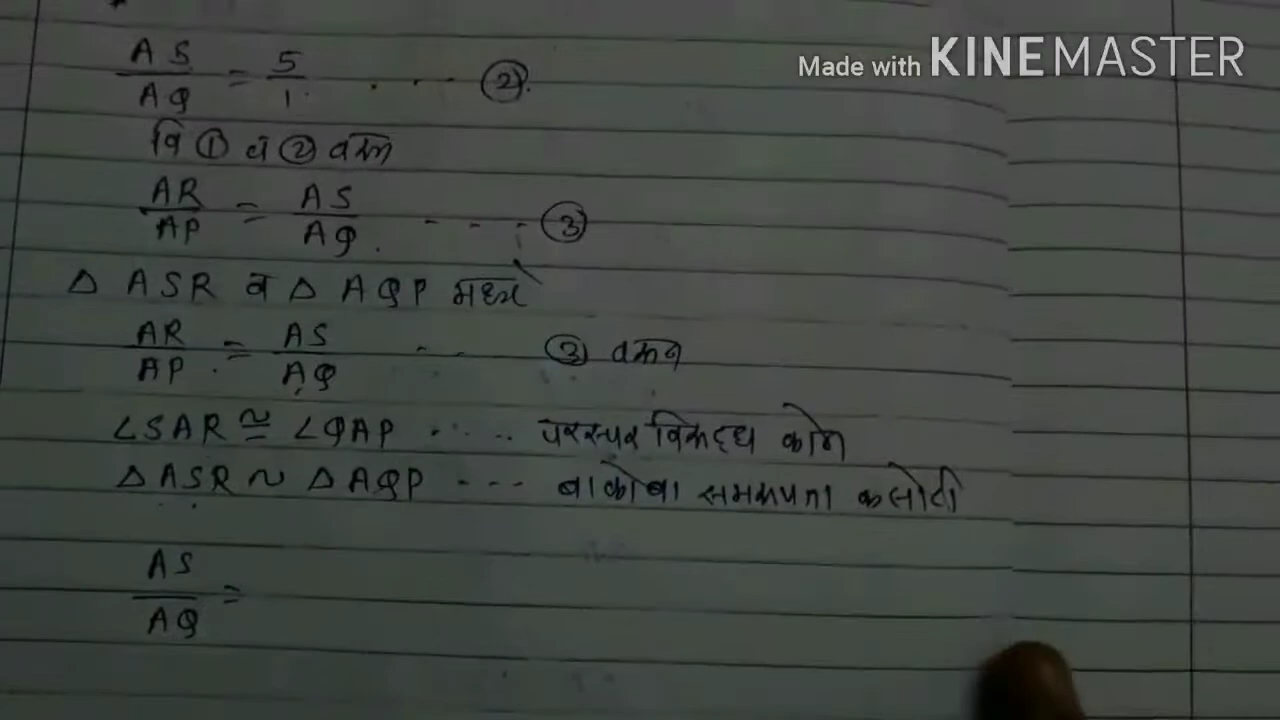 Made with KINEMASTER
AS/AQ = 5/1 .... ②
वि ① व ② वरून
AR/AP = AS/AQ .... ③
△ ASR व △ AQP मध्ये
AR/AP = AS/AQ .. ③ वरून
∠SAR ≅ ∠QAP ..... परस्पर विरुद्ध कोन
△ASR ~ △AQP --- बाकोबा समरूपता कसोटी
AS/AQ =